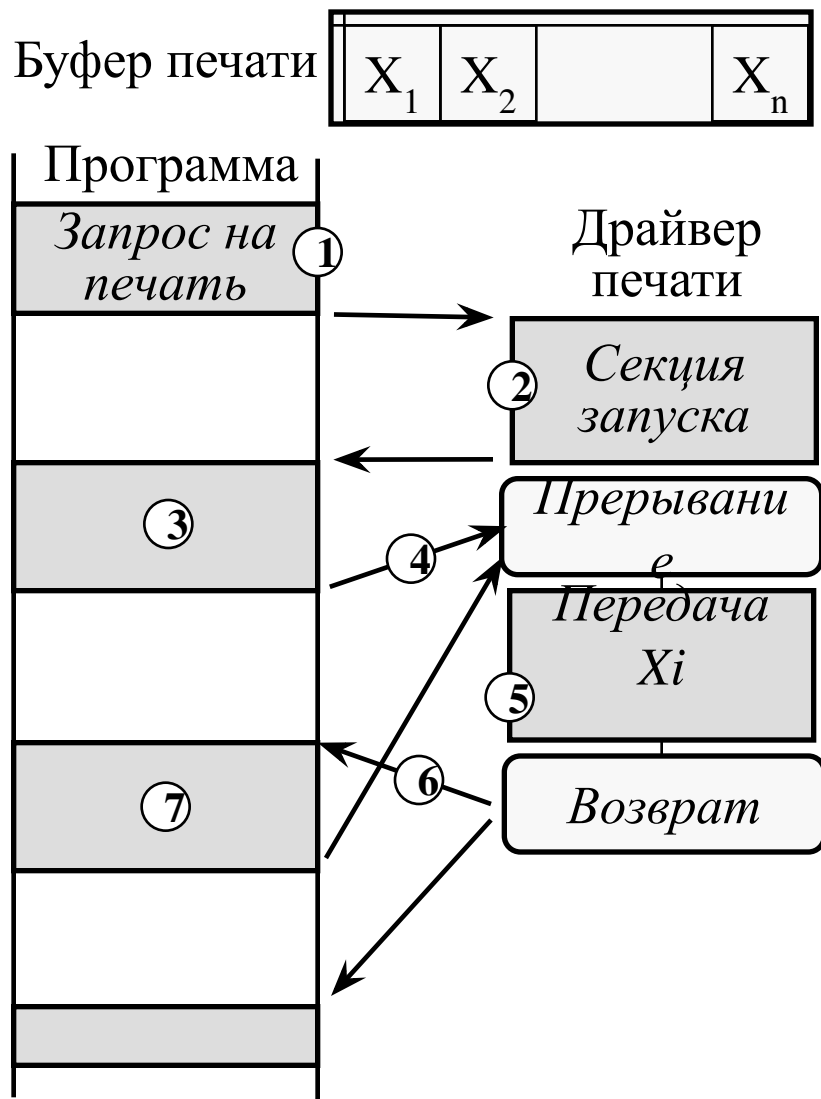 Буфер печати
X1 X2 Xn
Программа
Запрос на
печать
1
Драйвер
печати
2
Секция
запуска
3
4
Прерывани
е
Передача
Xi
5
6
7
Возврат